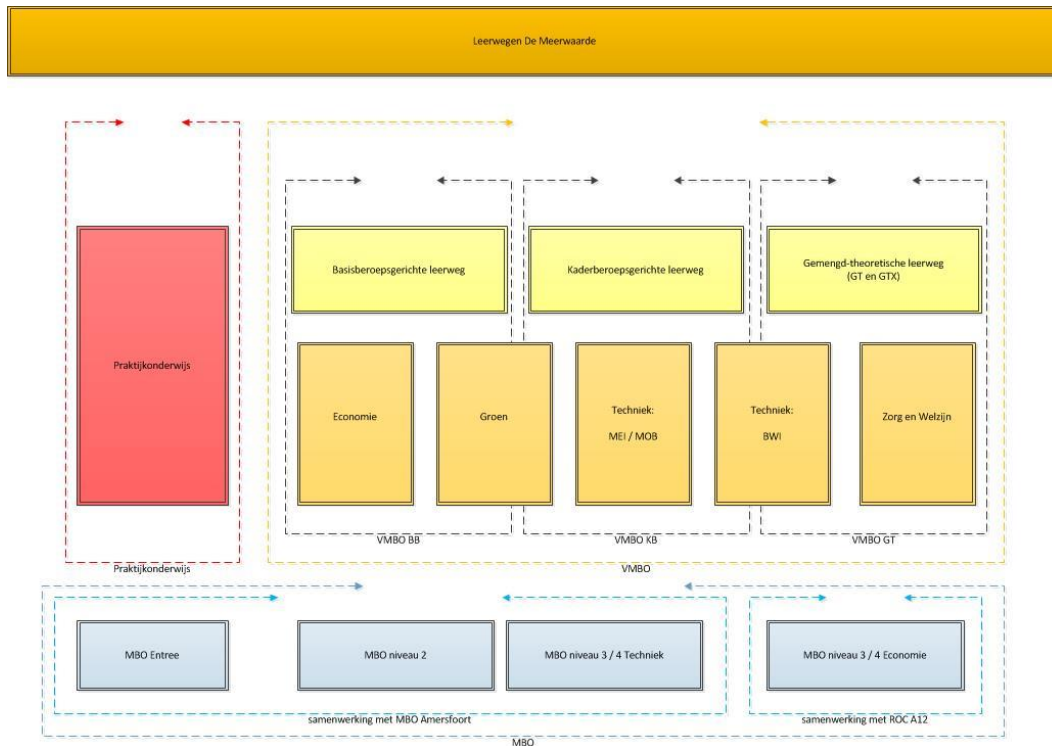 Leerwegen De Meerwaarde
Basisberoepsgerichte leerweg
Kaderberoepsgerichte leerweg
Gemengd-theoretische leerweg
(GT en GTX)
Praktijkonderwijs
Economie
Groen
Techniek:
MEI / MOB
Techniek:
BWI
Zorg en Welzijn
VMBO BB
VMBO KB
VMBO GT
Praktijkonderwijs
VMBO
MBO Entree
MBO niveau 2
MBO niveau 3 / 4 Techniek
MBO niveau 3 / 4 Economie
samenwerking met MBO Amersfoort
samenwerking met ROC A12
MBO